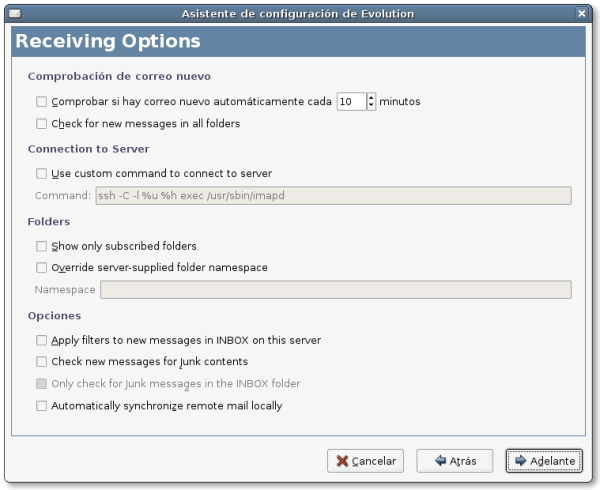 Asistente de configuración de Evolution
Receiving Options
Comprobación de correo nuevo
Comprobar si hay correo nuevo automáticamente cada 10 minutos
Check for new messages in all folders
Connection to Server
Use custom command to connect to server
Command: ssh -C -l %u %h exec /usr/sbin/imapd
Folders
Show only subscribed folders
Override server-supplied folder namespace
Namespace
Opciones
Apply filters to new messages in INBOX on this server
Check new messages for Junk contents
Only check for Junk messages in the INBOX folder
Automatically synchronize remote mail locally
Cancelar Atrás Adelante